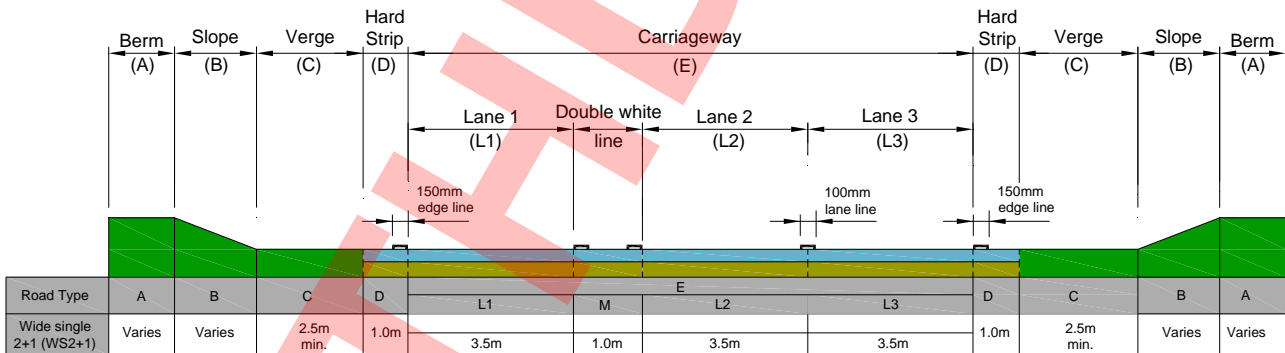 Berm
(A)
Slope
(B)
Verge
(C)
Hard
Strip
(D)
Carriageway
(E)
Hard
Strip
(D)
Verge
(C)
Slope
(B)
Berm
(A)
Lane 1
(L1)
Double white
line
Lane 2
(L2)
Lane 3
(L3)
150mm
edge line
100mm
lane line
150mm
edge line
Road Type A B C D E D C B A
L1 M L2 L3
Wide single
2+1 (WS2+1)
Varies Varies 2.5m
min.
1.0m 3.5m 1.0m 3.5m 3.5m 1.0m 2.5m
min.
Varies Varies